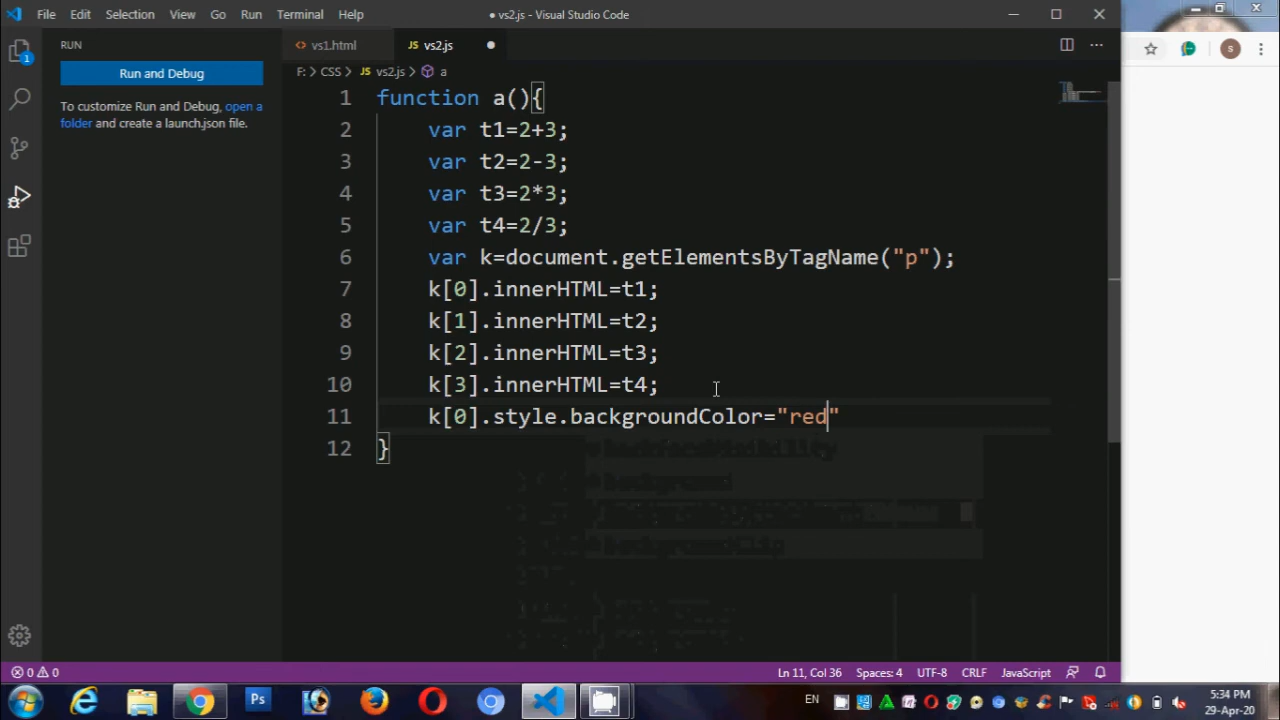 File Edit Selection View Go Run Terminal Help ● vs2.js - Visual Studio Code
RUN
Run and Debug
To customize Run and Debug, open a
folder and create a launch.json file.
1
<> vs1.html JS vs2.js ●
F: > CSS > JS vs2.js > a
1 function a(){
2 var t1=2+3;
3 var t2=2-3;
4 var t3=2*3;
5 var t4=2/3;
6 var k=document.getElementsByTagName("p");
7 k[0].innerHTML=t1;
8 k[1].innerHTML=t2;
9 k[2].innerHTML=t3;
10 k[3].innerHTML=t4;
11 k[0].style.backgroundColor="red"
12 }
background
s
0 0 Ln 11, Col 36 Spaces: 4 UTF-8 CRLF JavaScript
Ps EN 5:34 PM
29-Apr-20